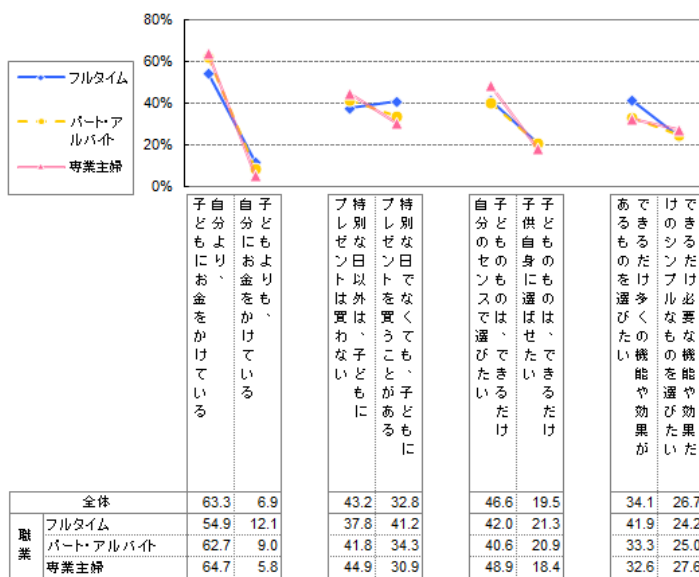 80%
60%
40%
20%
0%
フルタイム
パート・ア
ルバイト
専業主婦
自分より、
子どもにお金をかけている
子どもよりも、
自分にお金をかけている
特別な日以外は、子どもに
プレゼントは買わない
特別な日でなくても、子どもに
プレゼントを買うことがある
子どものものは、できるだけ
自分のセンスで選びたい
子どものものは、できるだけ
子供自身に選ばせたい
できるだけ多くの機能や効果が
あるものを選びたい
できるだけ必要な機能や効果だ
けのシンプルなものを選びたい
全体 63.3 6.9 43.2 32.8 46.6 19.5 34.1 26.7
職業
フルタイム 54.9 12.1 37.8 41.2 42.0 21.3 41.9 24.2
パート・アルバイト 62.7 9.0 41.8 34.3 40.6 20.9 33.3 25.0
専業主婦 64.7 5.8 44.9 30.9 48.9 18.4 32.6 27.6